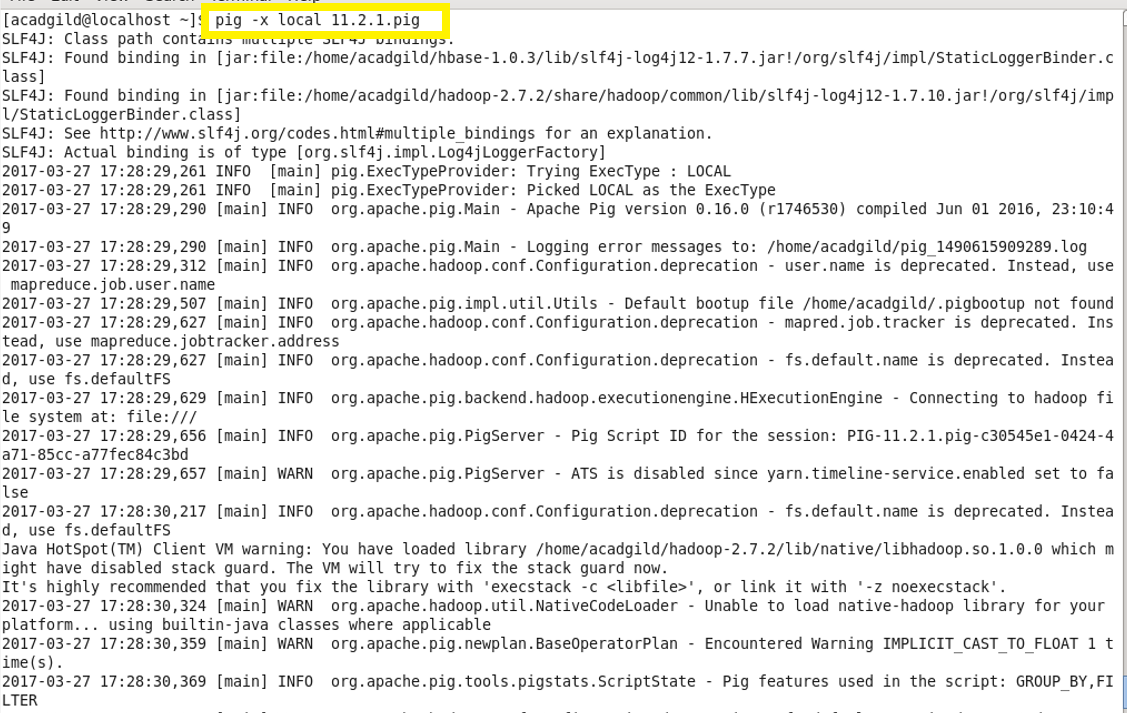 [acadgild@localhost ~]$ pig -x local 11.2.1.pig
SLF4J: Class path contains multiple SLF4J bindings.
SLF4J: Found binding in [jar:file:/home/acadgild/hbase-1.0.3/lib/slf4j-log4j12-1.7.7.jar!/org/slf4j/impl/StaticLoggerBinder.c
lass]
SLF4J: Found binding in [jar:file:/home/acadgild/hadoop-2.7.2/share/hadoop/common/lib/slf4j-log4j12-1.7.10.jar!/org/slf4j/imp
l/StaticLoggerBinder.class]
SLF4J: See http://www.slf4j.org/codes.html#multiple_bindings for an explanation.
SLF4J: Actual binding is of type [org.slf4j.impl.Log4jLoggerFactory]
2017-03-27 17:28:29,261 INFO  [main] pig.ExecTypeProvider: Trying ExecType : LOCAL
2017-03-27 17:28:29,261 INFO  [main] pig.ExecTypeProvider: Picked LOCAL as the ExecType
2017-03-27 17:28:29,290 [main] INFO  org.apache.pig.Main - Apache Pig version 0.16.0 (r1746530) compiled Jun 01 2016, 23:10:4
9
2017-03-27 17:28:29,290 [main] INFO  org.apache.pig.Main - Logging error messages to: /home/acadgild/pig_1490615909289.log
2017-03-27 17:28:29,312 [main] INFO  org.apache.hadoop.conf.Configuration.deprecation - user.name is deprecated. Instead, use
 mapreduce.job.user.name
2017-03-27 17:28:29,507 [main] INFO  org.apache.pig.impl.util.Utils - Default bootup file /home/acadgild/.pigbootup not found
2017-03-27 17:28:29,627 [main] INFO  org.apache.hadoop.conf.Configuration.deprecation - mapred.job.tracker is deprecated. Ins
tead, use mapreduce.jobtracker.address
2017-03-27 17:28:29,627 [main] INFO  org.apache.hadoop.conf.Configuration.deprecation - fs.default.name is deprecated. Instea
d, use fs.defaultFS
2017-03-27 17:28:29,629 [main] INFO  org.apache.pig.backend.hadoop.executionengine.HExecutionEngine - Connecting to hadoop fi
le system at: file:///
2017-03-27 17:28:29,656 [main] INFO  org.apache.pig.PigServer - Pig Script ID for the session: PIG-11.2.1.pig-c30545e1-0424-4
a71-85cc-a77fec84c3bd
2017-03-27 17:28:29,657 [main] WARN  org.apache.pig.PigServer - ATS is disabled since yarn.timeline-service.enabled set to fa
lse
2017-03-27 17:28:30,217 [main] INFO  org.apache.hadoop.conf.Configuration.deprecation - fs.default.name is deprecated. Instea
d, use fs.defaultFS
Java HotSpot(TM) Client VM warning: You have loaded library /home/acadgild/hadoop-2.7.2/lib/native/libhadoop.so.1.0.0 which m
ight have disabled stack guard. The VM will try to fix the stack guard now.
It's highly recommended that you fix the library with 'execstack -c <libfile>', or link it with '-z noexecstack'.
2017-03-27 17:28:30,324 [main] WARN  org.apache.hadoop.util.NativeCodeLoader - Unable to load native-hadoop library for your
platform... using builtin-java classes where applicable
2017-03-27 17:28:30,359 [main] WARN  org.apache.pig.newplan.BaseOperatorPlan - Encountered Warning IMPLICIT_CAST_TO_FLOAT 1 t
ime(s).
2017-03-27 17:28:30,369 [main] INFO  org.apache.pig.tools.pigstats.ScriptState - Pig features used in the script: GROUP_BY,FI
LTER